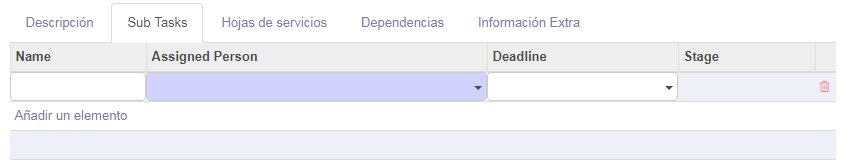 Descripción Sub Tasks Hojas de servicios Dependencias Información Extra
Name Assigned Person Deadline Stage
Añadir un elemento